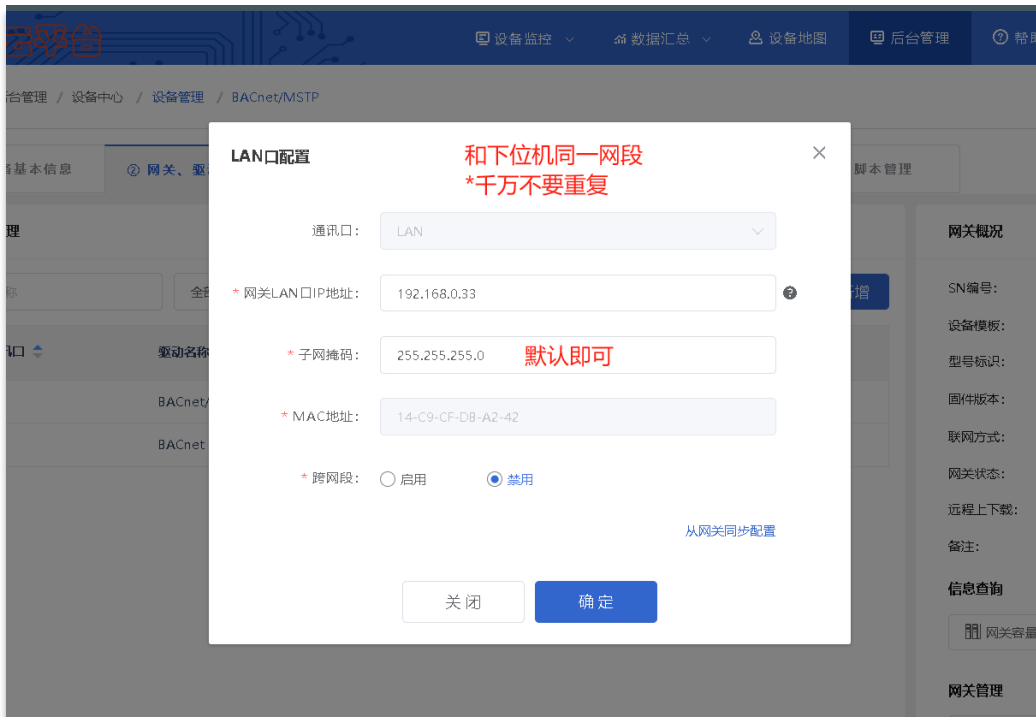 设备监控
数据汇总
设备地图
后台管理
帮助
台管理 / 设备中心 / 设备管理 / BACnet/MSTP
基本信息
② 网关、驱
脚本管理
LAN口配置
和下位机同一网段
*千万不要重复
通讯口：
LAN
* 网关LAN口IP地址：
192.168.0.33
* 子网掩码：
255.255.255.0
默认即可
* MAC地址：
14-C9-CF-DB-A2-42
* 跨网段：
启用
禁用
从网关同步配置
关闭
确定
理
称
全部
增
口
驱动名称
BACnet/
BACnet
网关概况
SN编号：
设备模板：
型号标识：
固件版本：
联网方式：
网关状态：
远程上下载：
备注：
信息查询
网关容量
网关管理